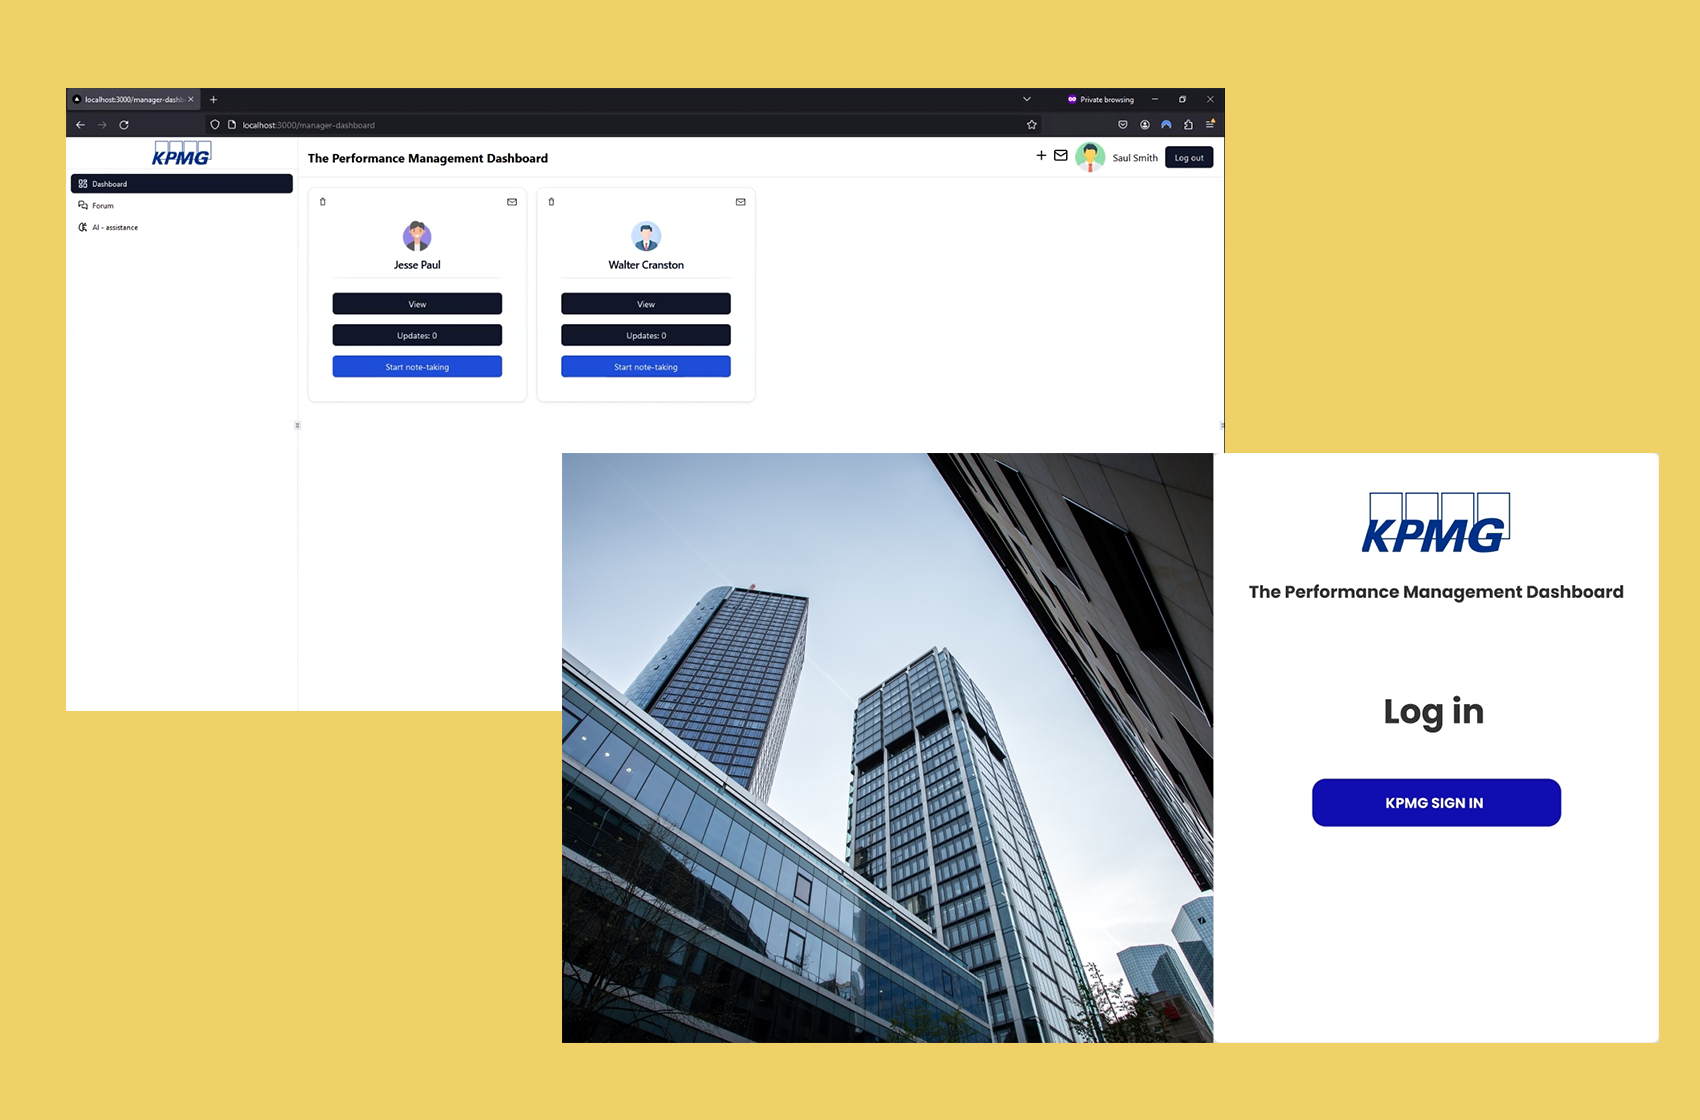 localhost:3000/manager-dashb
Private browsing
localhost:3000/manager-dashboard
KPMG
The Performance Management Dashboard
Saul Smith
Log out
Dashboard
Forum
AI - assistance
Jesse Paul
View
Updates: 0
Start note-taking
Walter Cranston
View
Updates: 0
Start note-taking
KPMG
The Performance Management Dashboard
Log in
KPMG SIGN IN